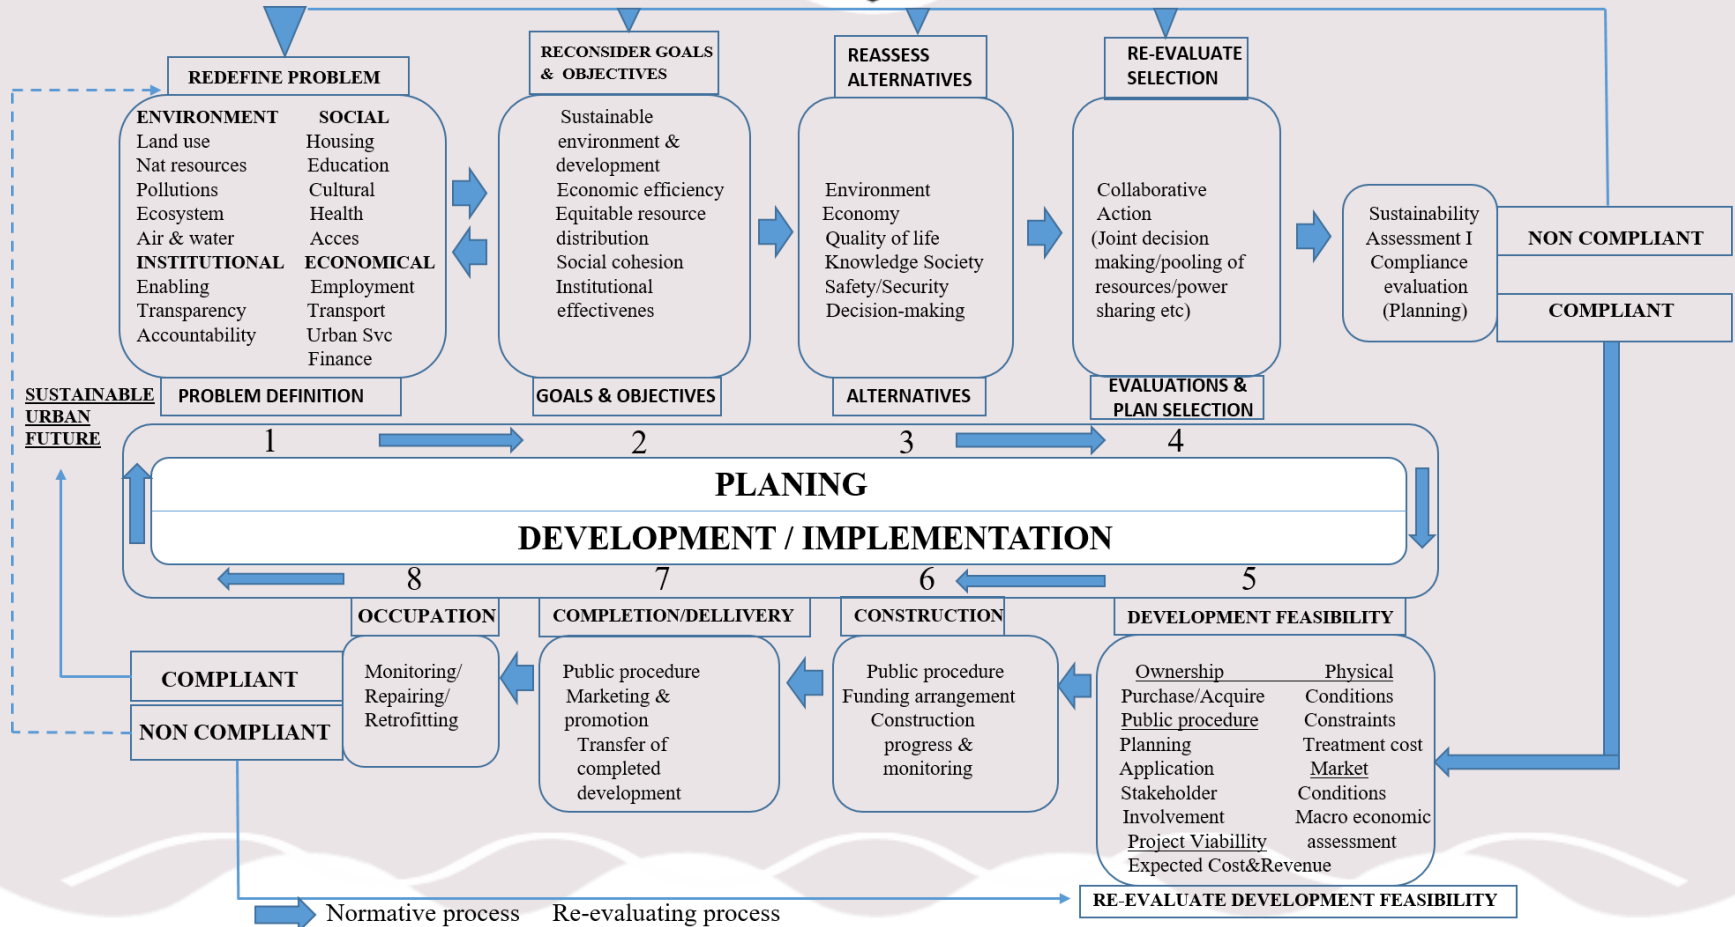 REDEFINE PROBLEM
ENVIRONMENT SOCIAL
Land use Housing
Nat resources Education
Pollutions Cultural
Ecosystem Health
Air & water Acces
INSTITUTIONAL ECONOMICAL
Enabling Employment
Transparency Transport
Accountability Urban Svc
Finance
PROBLEM DEFINITION
RECONSIDER GOALS
& OBJECTIVES
Sustainable
environment &
development
Economic efficiency
Equitable resource
distribution
Social cohesion
Institutional
effectivenes
GOALS & OBJECTIVES
REASSESS
ALTERNATIVES
Environment
Economy
Quality of life
Knowledge Society
Safety/Security
Decision-making
ALTERNATIVES
RE-EVALUATE
SELECTION
Collaborative
Action
(Joint decision
making/pooling of
resources/power
sharing etc)
EVALUATIONS &
PLAN SELECTION
Sustainability
Assessment I
Compliance
evaluation
(Planning)
NON COMPLIANT
COMPLIANT
SUSTAINABLE
URBAN
FUTURE
1 2 3 4
PLANING
DEVELOPMENT / IMPLEMENTATION
8 7 6 5
OCCUPATION
Monitoring/
Repairing/
Retrofitting
COMPLIANT
NON COMPLIANT
COMPLETION/DELLIVERY
Public procedure
Marketing &
promotion
Transfer of
completed
development
CONSTRUCTION
Public procedure
Funding arrangement
Construction
progress &
monitoring
DEVELOPMENT FEASIBILITY
Ownership Physical
Purchase/Acquire Conditions
Public procedure Constraints
Planning Treatment cost
Application Market
Stakeholder Conditions
Involvement Macro economic
Project Viabillity assessment
Expected Cost&Revenue
RE-EVALUATE DEVELOPMENT FEASIBILITY
Normative process Re-evaluating process